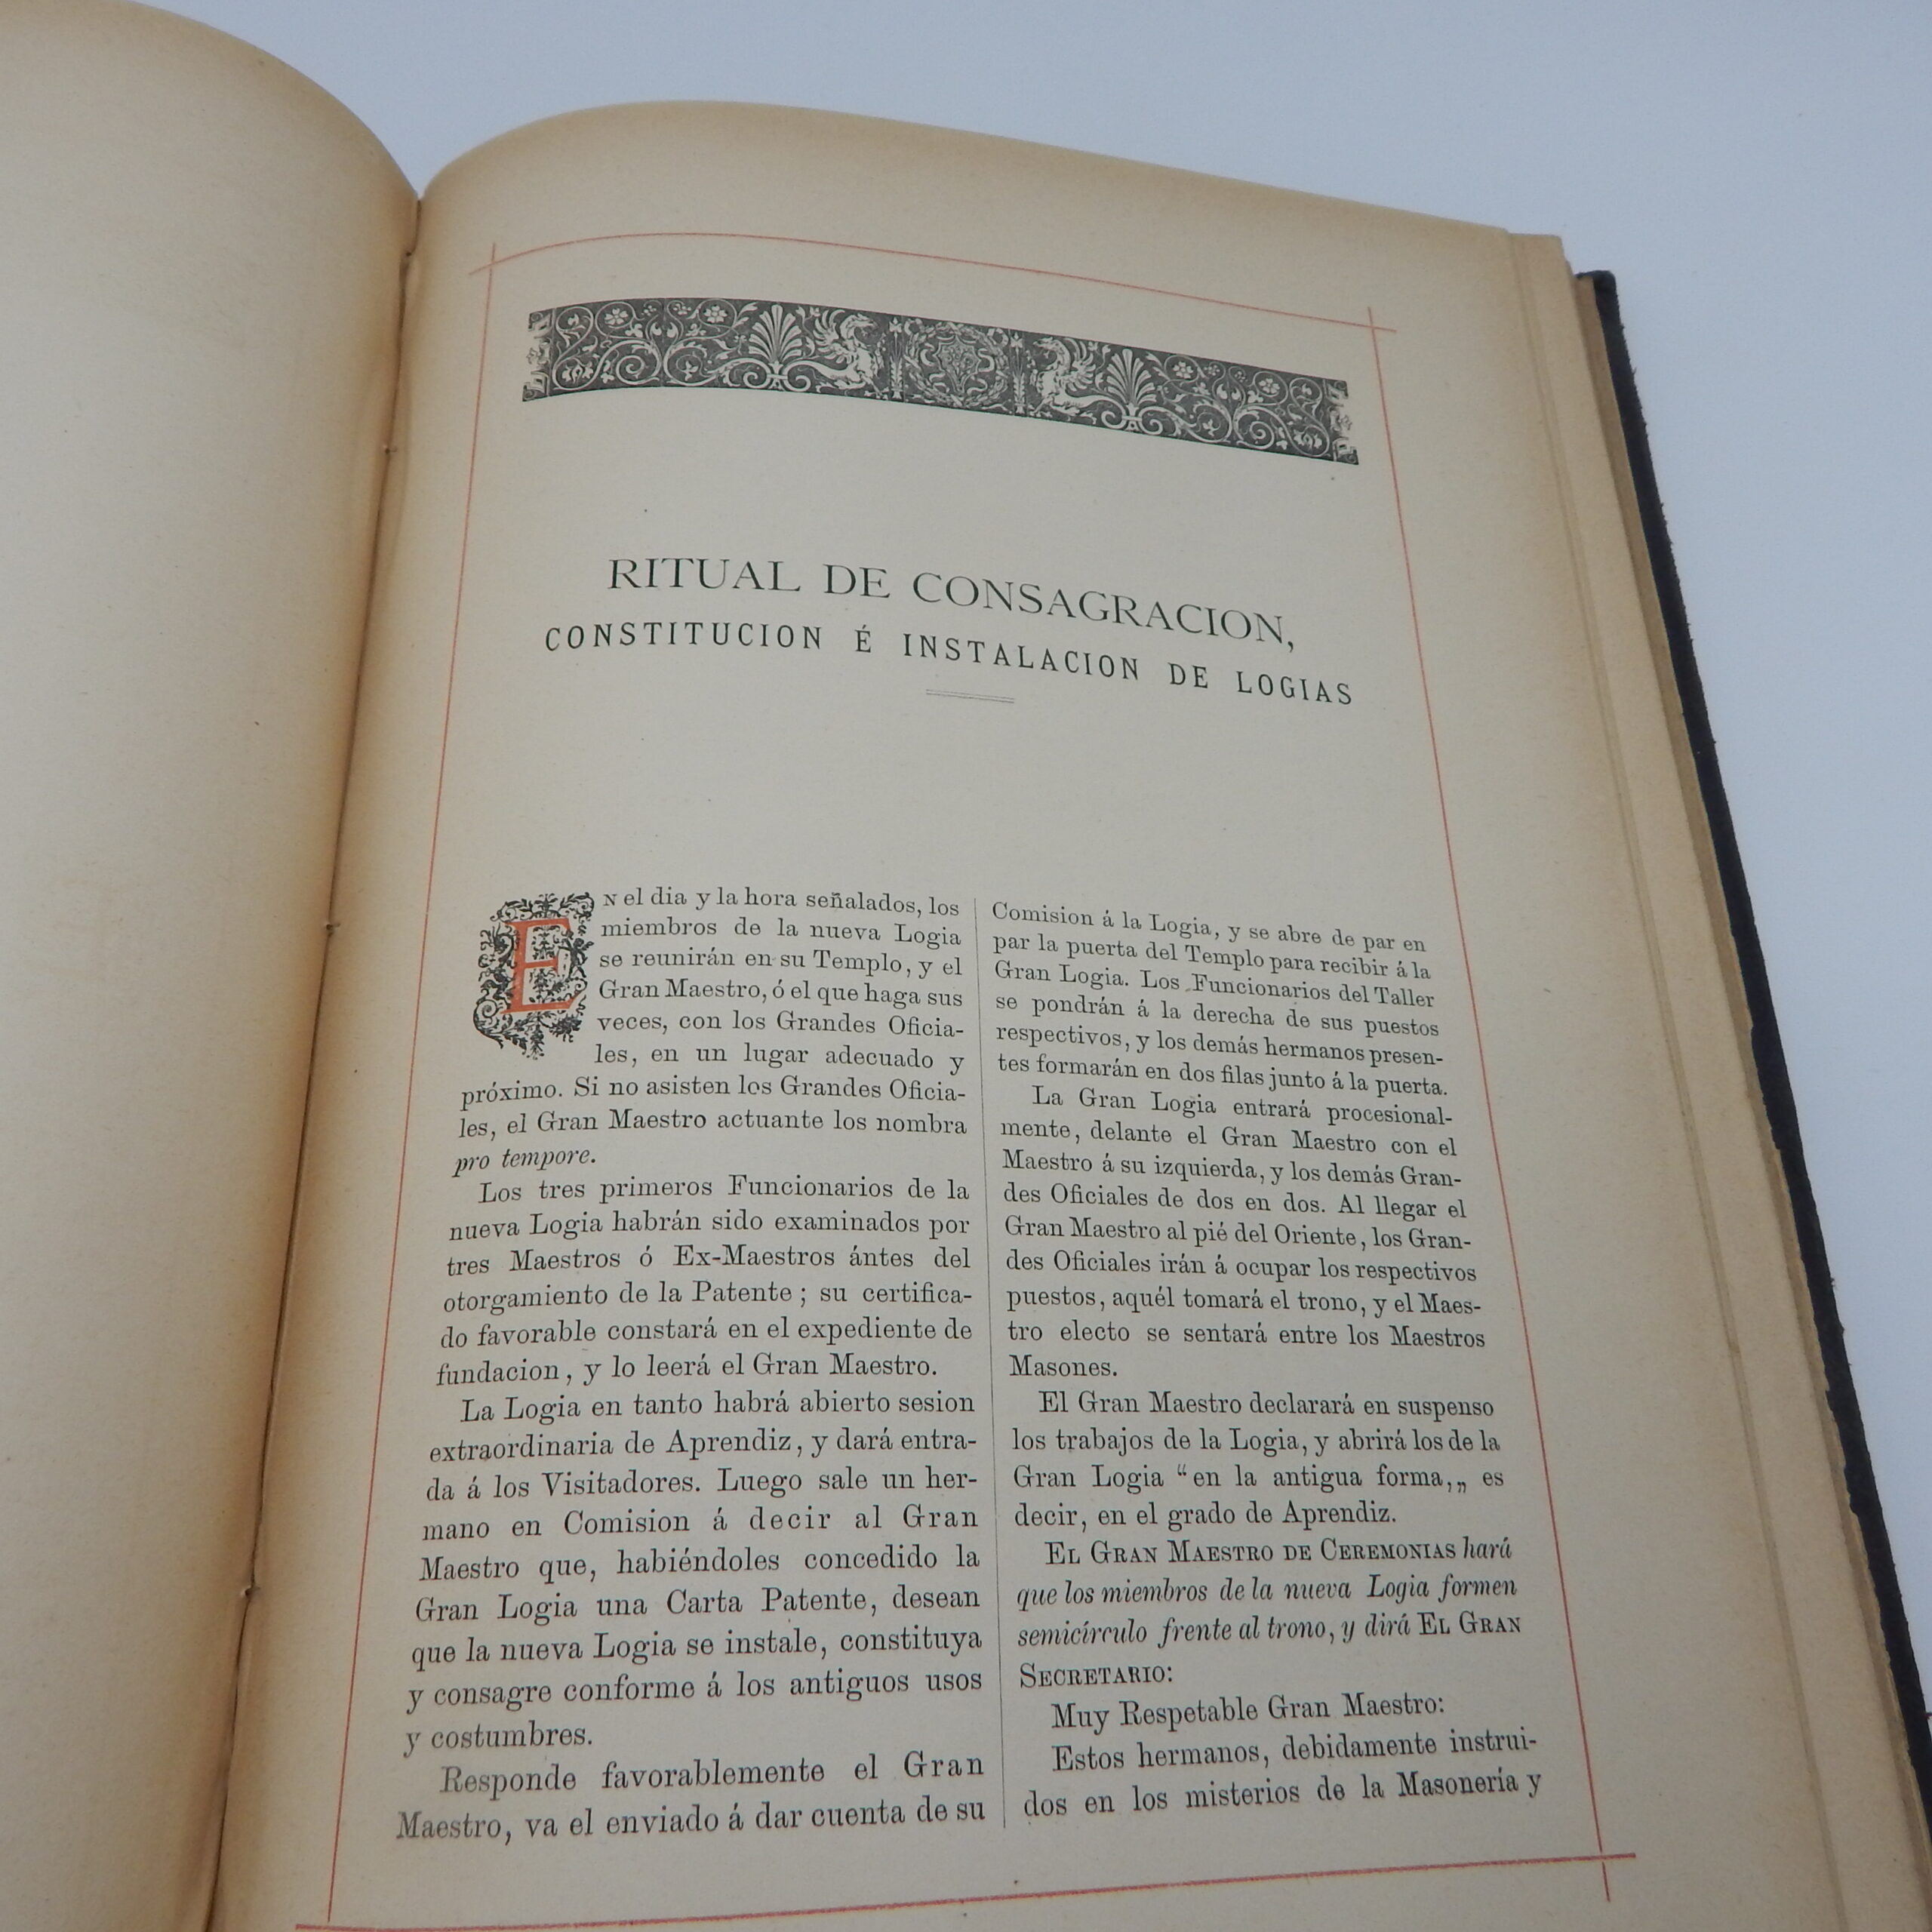 RITUAL DE CONSAGRACION,
CONSTITUCION É INSTALACION DE LOGIAS
EN el dia y la hora señalados, los
miembros de la nueva Logia
se reunirán en su Templo, y el
Gran Maestro, ó el que haga sus
veces, con los Grandes Oficia-
les, en un lugar adecuado y
próximo. Si no asisten los Grandes Oficia-
les, el Gran Maestro actuante los nombra
pro tempore.
Los tres primeros Funcionarios de la
nueva Logia habrán sido examinados por
tres Maestros ó Ex-Maestros ántes del
otorgamiento de la Patente; su certifica-
do favorable constará en el expediente de
fundacion, y lo leerá el Gran Maestro.
La Logia en tanto habrá abierto sesion
extraordinaria de Aprendiz, y dará entra-
da á los Visitadores. Luego sale un her-
mano en Comision á decir al Gran
Maestro que, habiéndoles concedido la
Gran Logia una Carta Patente, desean
que la nueva Logia se instale, constituya
y consagre conforme á los antiguos usos
y costumbres.
Responde favorablemente el Gran
Maestro, va el enviado á dar cuenta de su
Comision á la Logia, y se abre de par en
par la puerta del Templo para recibir á la
Gran Logia. Los Funcionarios del Taller
se pondrán á la derecha de sus puestos
respectivos, y los demás hermanos presen-
tes formarán en dos filas junto á la puerta.
La Gran Logia entrará procesional-
mente, delante el Gran Maestro con el
Maestro á su izquierda, y los demás Gran-
des Oficiales de dos en dos. Al llegar el
Gran Maestro al pié del Oriente, los Gran-
des Oficiales irán á ocupar los respectivos
puestos, aquél tomará el trono, y el Maes-
tro electo se sentará entre los Maestros
Masones.
El Gran Maestro declarará en suspenso
los trabajos de la Logia, y abrirá los de la
Gran Logia “en la antigua forma,„ es
decir, en el grado de Aprendiz.
EL GRAN MAESTRO DE CEREMONIAS hará
que los miembros de la nueva Logia formen
semicírculo frente al trono, y dirá EL GRAN
SECRETARIO:
Muy Respetable Gran Maestro:
Estos hermanos, debidamente instrui-
dos en los misterios de la Masonería y